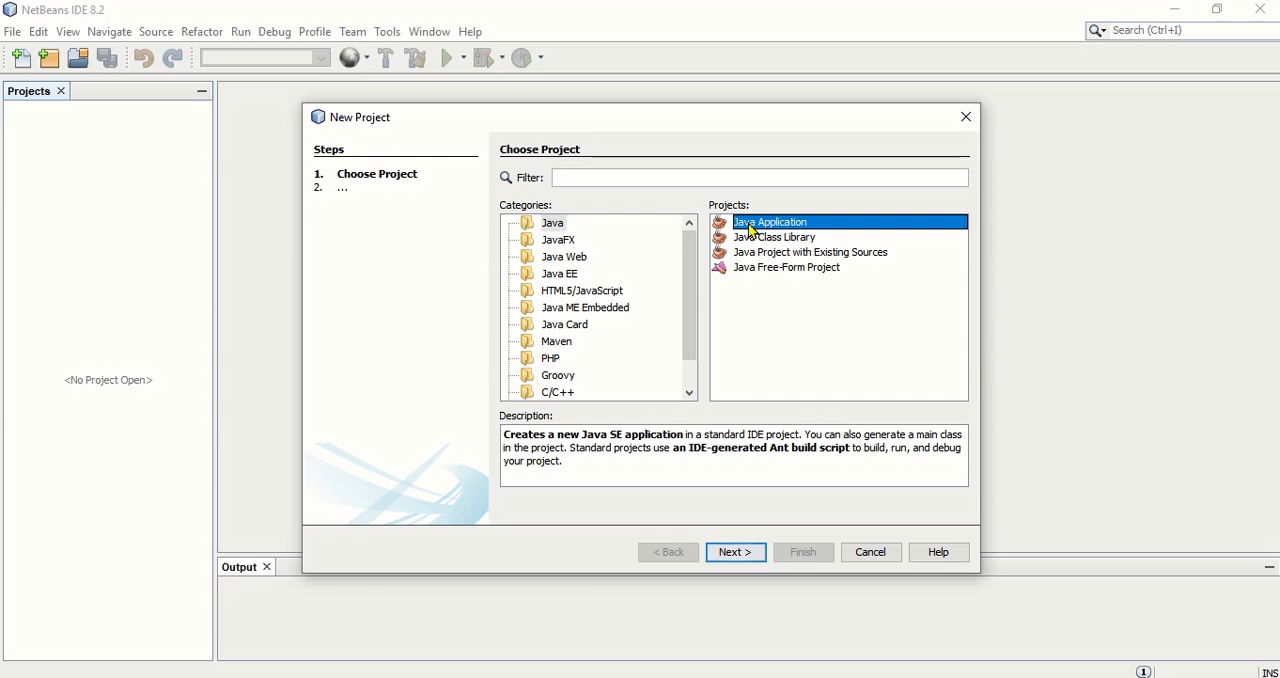 NetBeans IDE 8.2
File Edit View Navigate Source Refactor Run Debug Profile Team Tools Window Help
Search (Ctrl+I)
Projects
<No Project Open>
New Project
Steps
1. Choose Project
2. ...
Choose Project
Filter:
Categories:
Java
JavaFX
Java Web
Java EE
HTML5/JavaScript
Java ME Embedded
Java Card
Maven
PHP
Groovy
C/C++
Projects:
Java Application
Java Class Library
Java Project with Existing Sources
Java Free-Form Project
Description:
Creates a new Java SE application in a standard IDE project. You can also generate a main class
in the project. Standard projects use an IDE-generated Ant build script to build, run, and debug
your project.
< Back Next > Finish Cancel Help
Output
1 INS